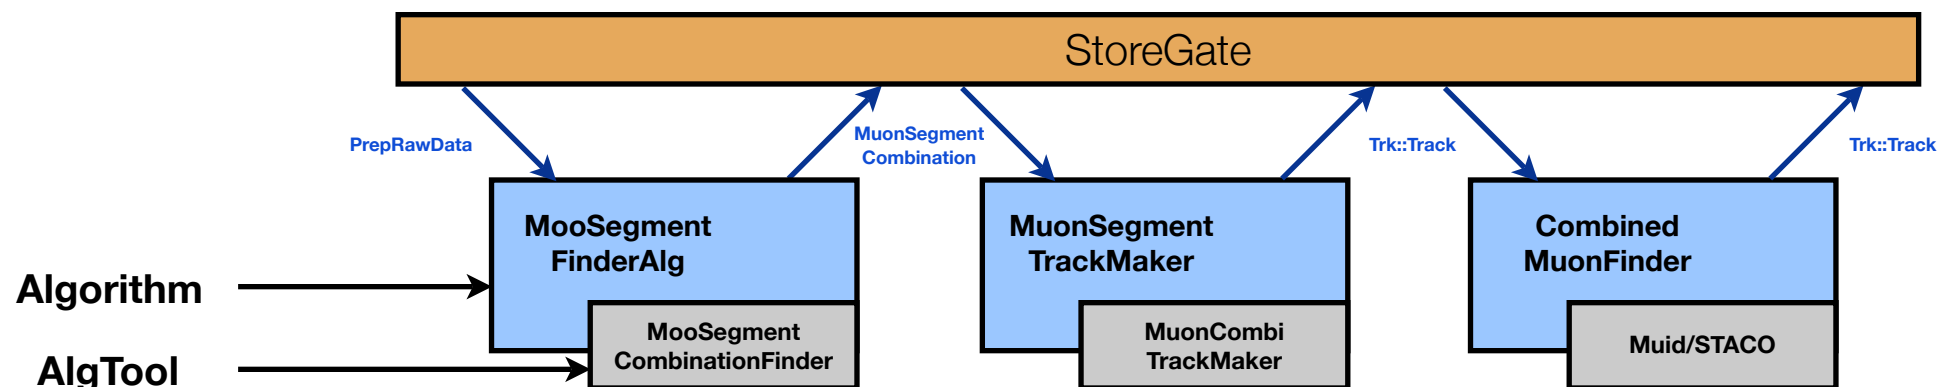 StoreGate
PrepRawData
MuonSegment
Combination
Trk::Track
Trk::Track
MooSegment
FinderAlg
MuonSegment
TrackMaker
Combined
MuonFinder
Algorithm
MooSegment
CombinationFinder
MuonCombi
TrackMaker
Muid/STACO
AlgTool